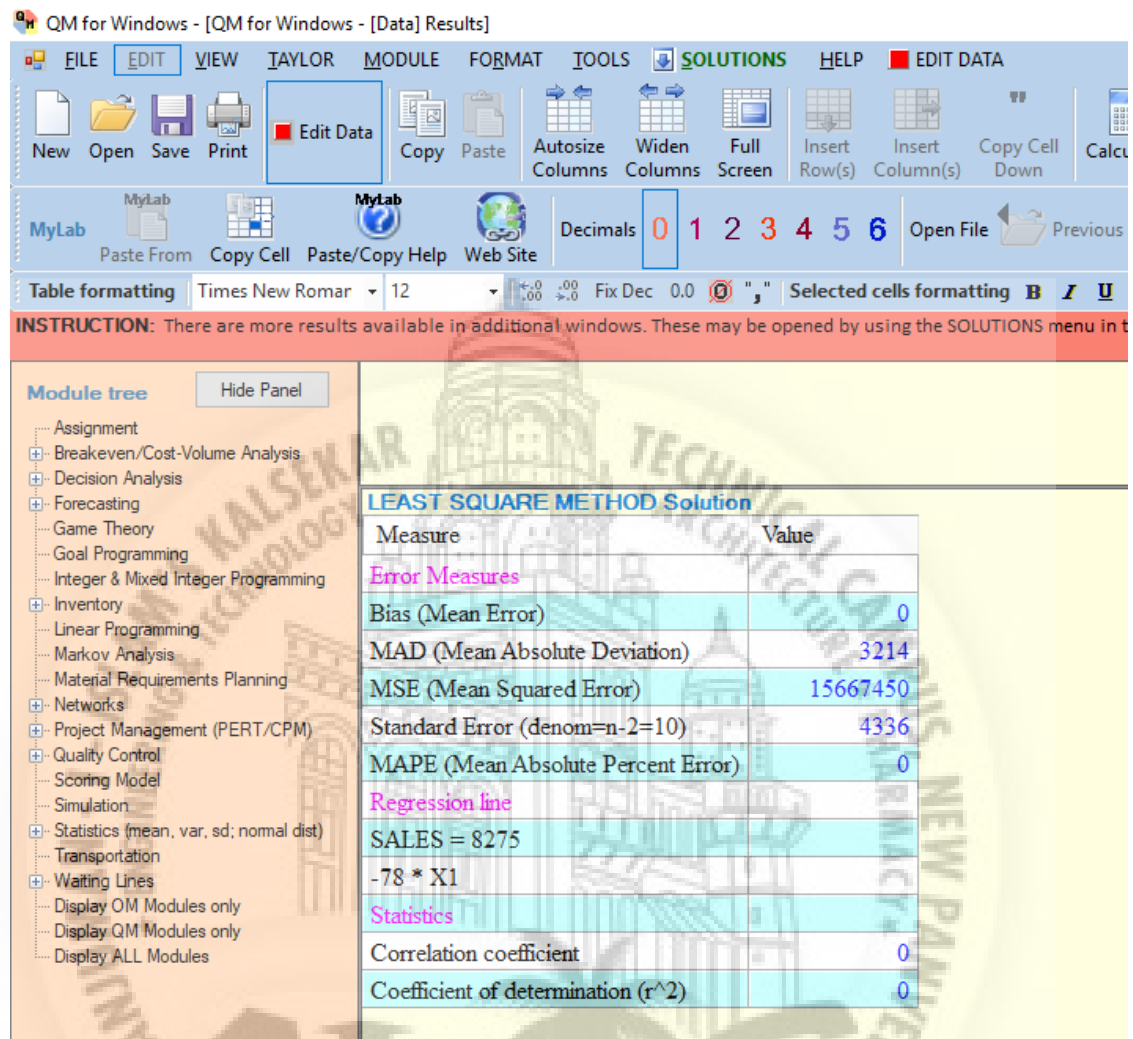 QM for Windows - [QM for Windows - [Data] Results]
FILE EDIT VIEW TAYLOR MODULE FORMAT TOOLS SOLUTIONS HELP EDIT DATA
New Open Save Print Edit Data Copy Paste Autosize Columns Widen Columns Full Screen Insert Row(s) Insert Column(s) Copy Cell Down Calcu
MyLab MyLab Paste From Copy Cell MyLab Paste/Copy Help Web Site Decimals 0 1 2 3 4 5 6 Open File Previous
Table formatting Times New Romar 12 Fix Dec 0.0 "," Selected cells formatting B I U
INSTRUCTION: There are more results available in additional windows. These may be opened by using the SOLUTIONS menu in t
Module tree Hide Panel
Assignment
Breakeven/Cost-Volume Analysis
Decision Analysis
Forecasting
Game Theory
Goal Programming
Integer & Mixed Integer Programming
Inventory
Linear Programming
Markov Analysis
Material Requirements Planning
Networks
Project Management (PERT/CPM)
Quality Control
Scoring Model
Simulation
Statistics (mean, var, sd; normal dist)
Transportation
Waiting Lines
Display OM Modules only
Display QM Modules only
Display ALL Modules
LEAST SQUARE METHOD Solution
Measure Value
Error Measures
Bias (Mean Error) 0
MAD (Mean Absolute Deviation) 3214
MSE (Mean Squared Error) 15667450
Standard Error (denom=n-2=10) 4336
MAPE (Mean Absolute Percent Error) 0
Regression line
SALES = 8275
-78 * X1
Statistics
Correlation coefficient 0
Coefficient of determination (r^2) 0
KALSEKAR TECHNICAL CAMPUS NEW PAN
TECHNOLOGY ARCHITECTURE PHARMACY